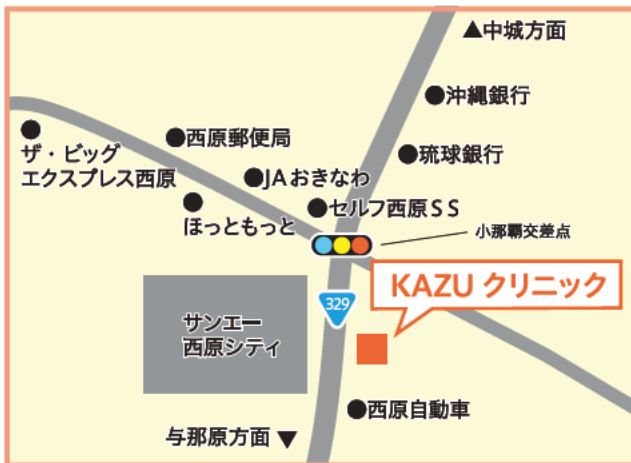 ▲中城方面
沖縄銀行
西原郵便局
琉球銀行
ザ・ビッグ
エクスプレス西原
JAおきなわ
ほっともっと
セルフ西原SS
小那覇交差点
KAZU クリニック
329
サンエー
西原シティ
西原自動車
与那原方面▼